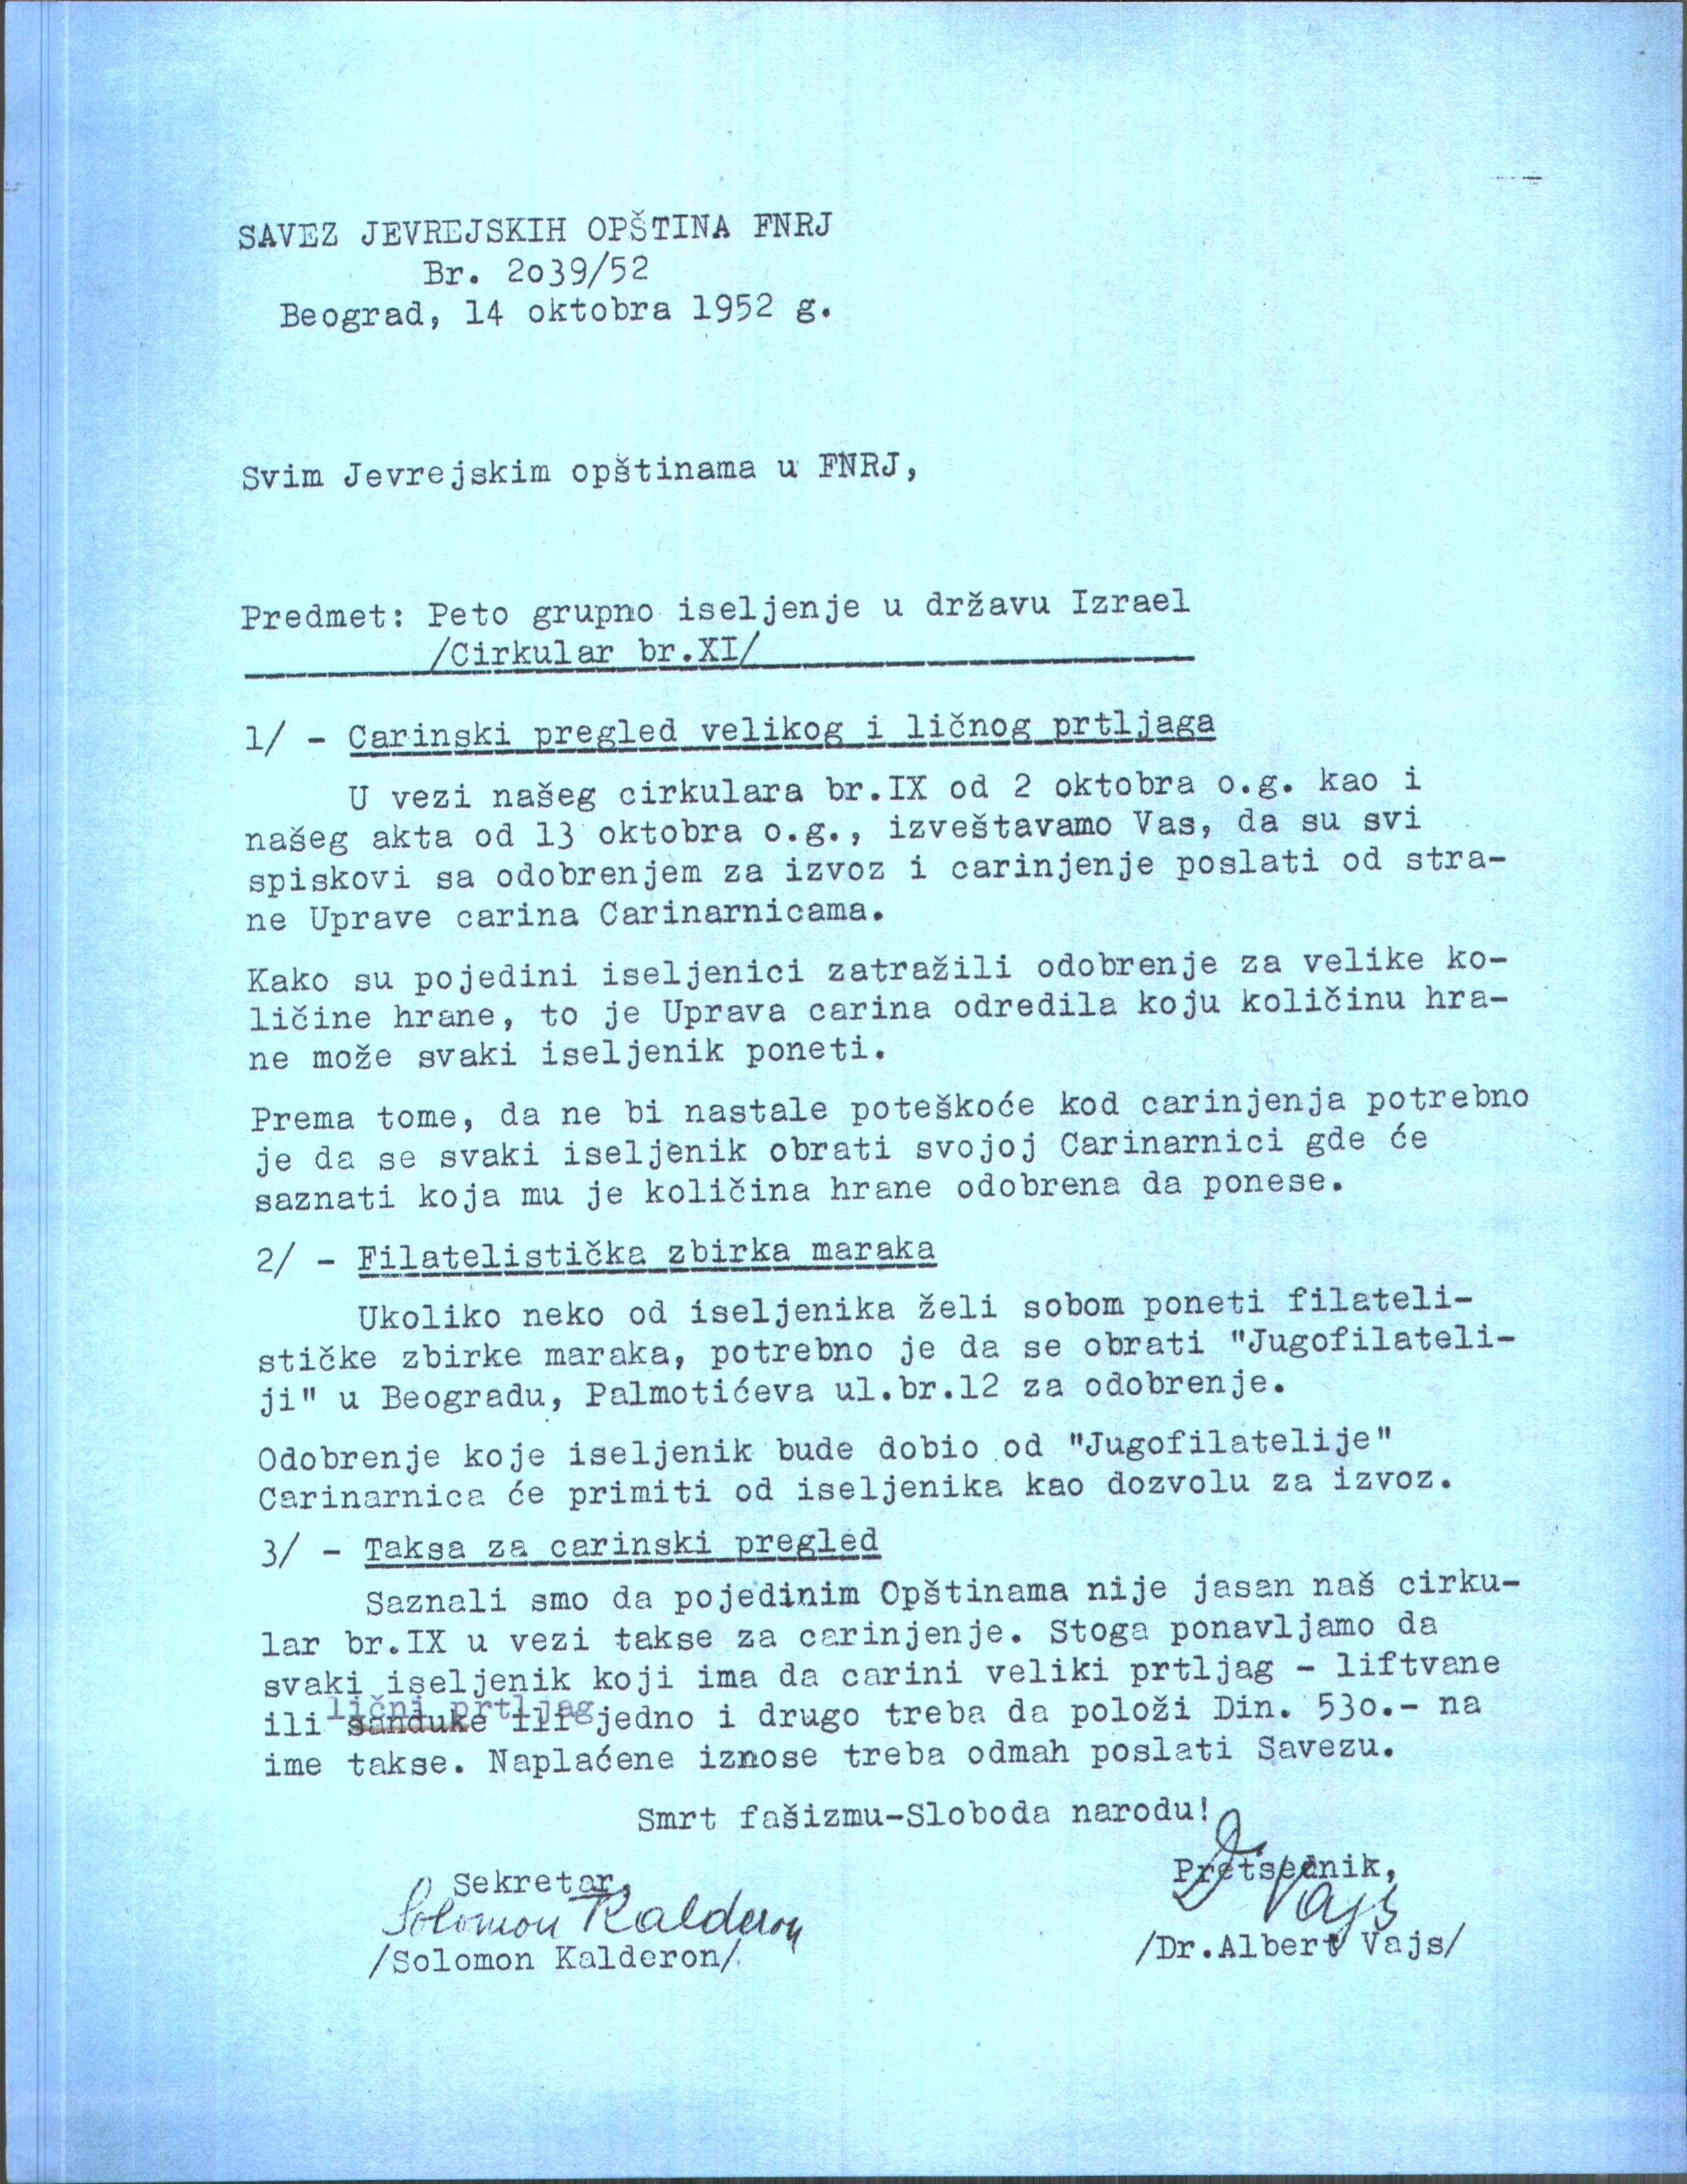 SAVEZ JEVREJSKIH OPŠTINA FNRJ
Br. 2o39/52
Beograd, 14 oktobra 1952 g.
Svim Jevrejskim opštinama u FNRJ,
Predmet: Peto grupno iseljenje u državu Izrael
/Cirkular br.XI/
1/ - Carinski pregled velikog i ličnog prtljaga
U vezi našeg cirkulara br.IX od 2 oktobra o.g. kao i
našeg akta od 13 oktobra o.g., izveštavamo Vas, da su svi
spiskovi sa odobrenjem za izvoz i carinjenje poslati od stra-
ne Uprave carina Carinarnicama.
Kako su pojedini iseljenici zatražili odobrenje za velike ko-
ličine hrane, to je Uprava carina odredila koju količinu hra-
ne može svaki iseljenik poneti.
Prema tome, da ne bi nastale poteškoće kod carinjenja potrebno
je da se svaki iseljenik obrati svojoj Carinarnici gde će
saznati koja mu je količina hrane odobrena da ponese.
2/ - Filatelistička zbirka maraka
Ukoliko neko od iseljenika želi sobom poneti filateli-
stičke zbirke maraka, potrebno je da se obrati "Jugofilateli-
ji" u Beogradu, Palmotićeva ul.br.12 za odobrenje.
Odobrenje koje iseljenik bude dobio od "Jugofilatelije"
Carinarnica će primiti od iseljenika kao dozvolu za izvoz.
3/ - Taksa za carinski pregled
Saznali smo da pojedinim Opštinama nije jasan naš cirku-
lar br.IX u vezi takse za carinjenje. Stoga ponavljamo da
svaki iseljenik koji ima da carini veliki prtljag - liftvane
lični prtljag
ili sanduke ili jedno i drugo treba da položi Din. 53o.- na
ime takse. Naplaćene iznose treba odmah poslati Savezu.
Smrt fašizmu-Sloboda narodu!
Sekretar,
Pretsednik,
Solomon Kalderon
D Vajs
/Solomon Kalderon/
/Dr.Albert Vajs/